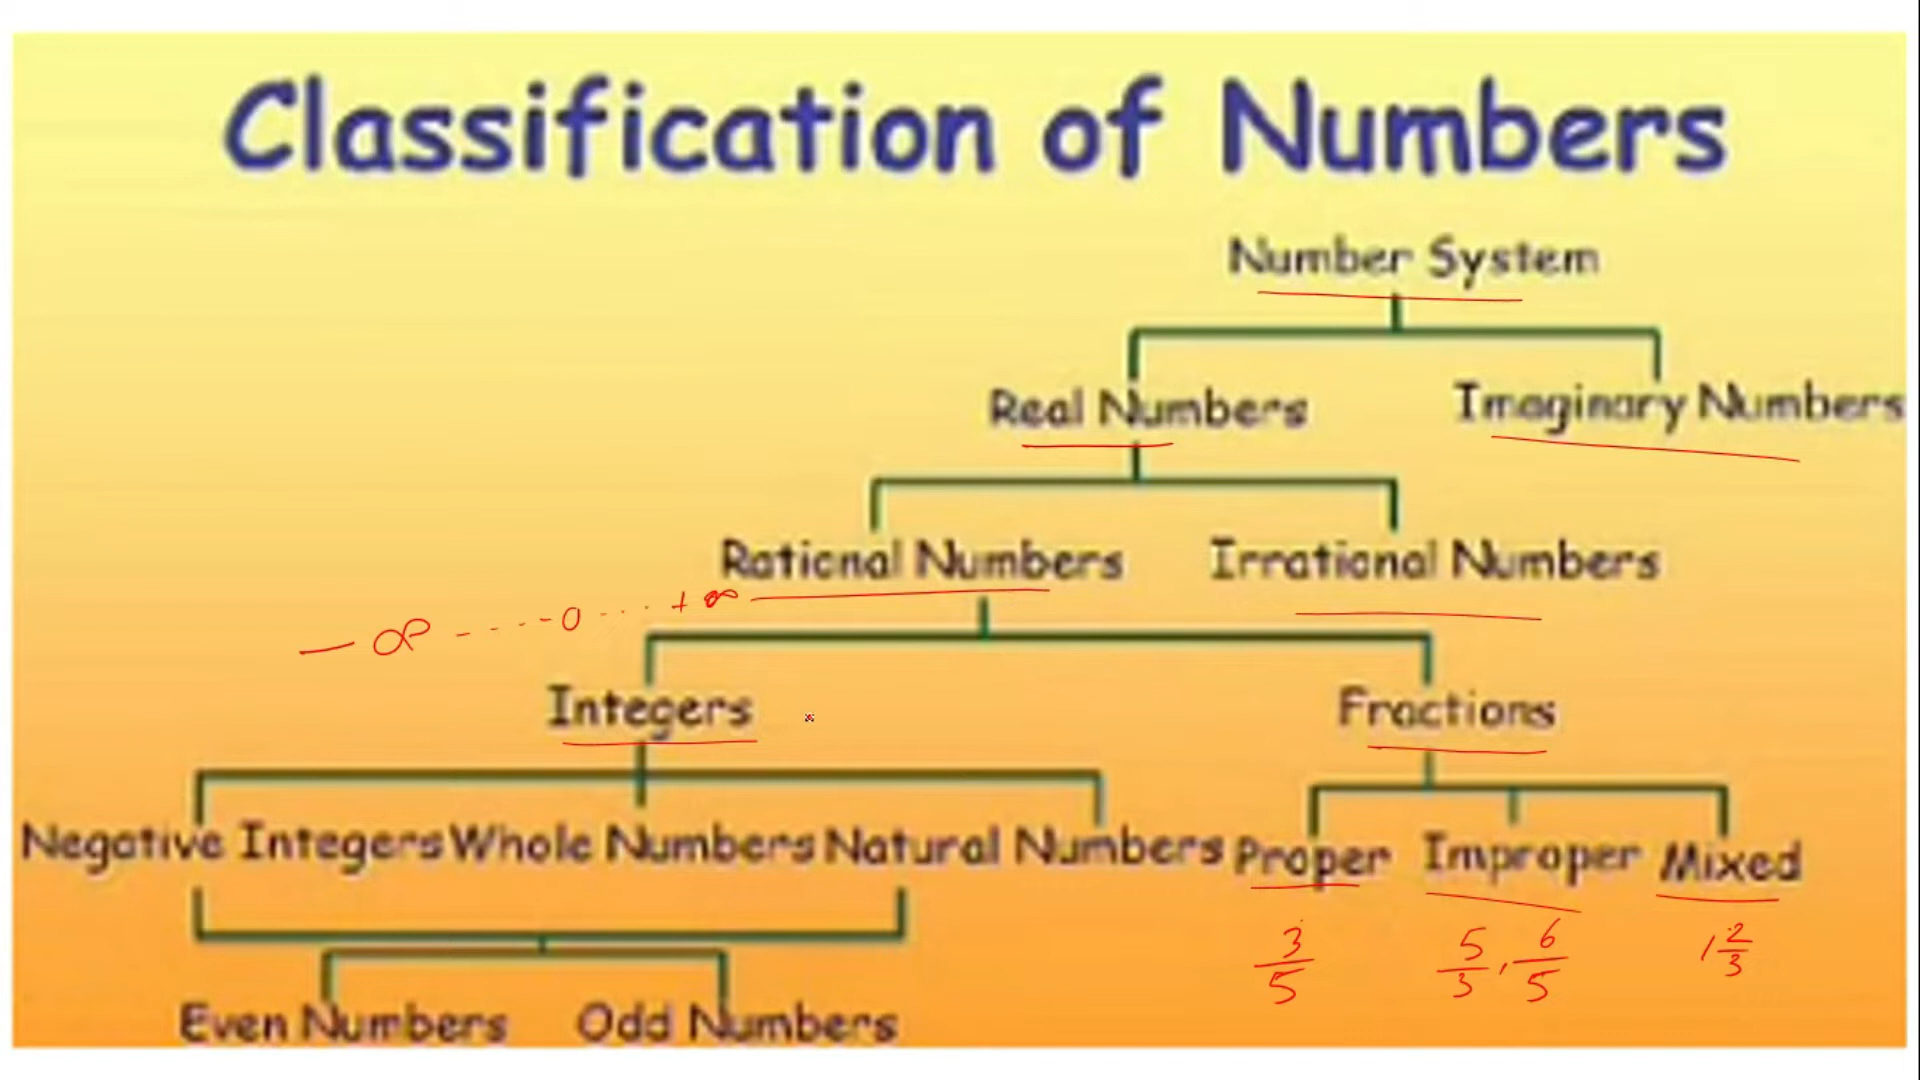 Classification of Numbers
Number System
Real Numbers Imaginary Numbers
Rational Numbers Irrational Numbers
— ∞ - - - - - 0 - - - - + ∞
Integers Fractions
Negative Integers Whole Numbers Natural Numbers Proper Improper Mixed
3/5 5/3, 6/5 1 2/3
Even Numbers Odd Numbers